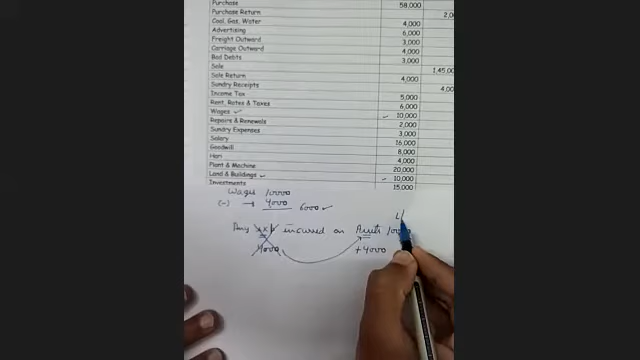 Purchase 58,000
Purchase Return 2,0
Coal, Gas, Water 4,000
Advertising 6,000
Freight Outward 3,000
Carriage Outward 4,000
Bad Debts 3,000
Sale 1,45,00
Sale Return 4,000
Sundry Receipts 4,00
Income Tax 5,000
Rent, Rates & Taxes 6,000
Wages 10,000
Repairs & Renewals 2,000
Sundry Expenses 3,000
Salary 16,000
Goodwill 8,000
Hari 4,000
Plant & Machine 20,000
Land & Buildings 10,000
Investments 15,000
Wages 10000
(-) → 4000 6000
incurred on Assets 10000
4000 +4000